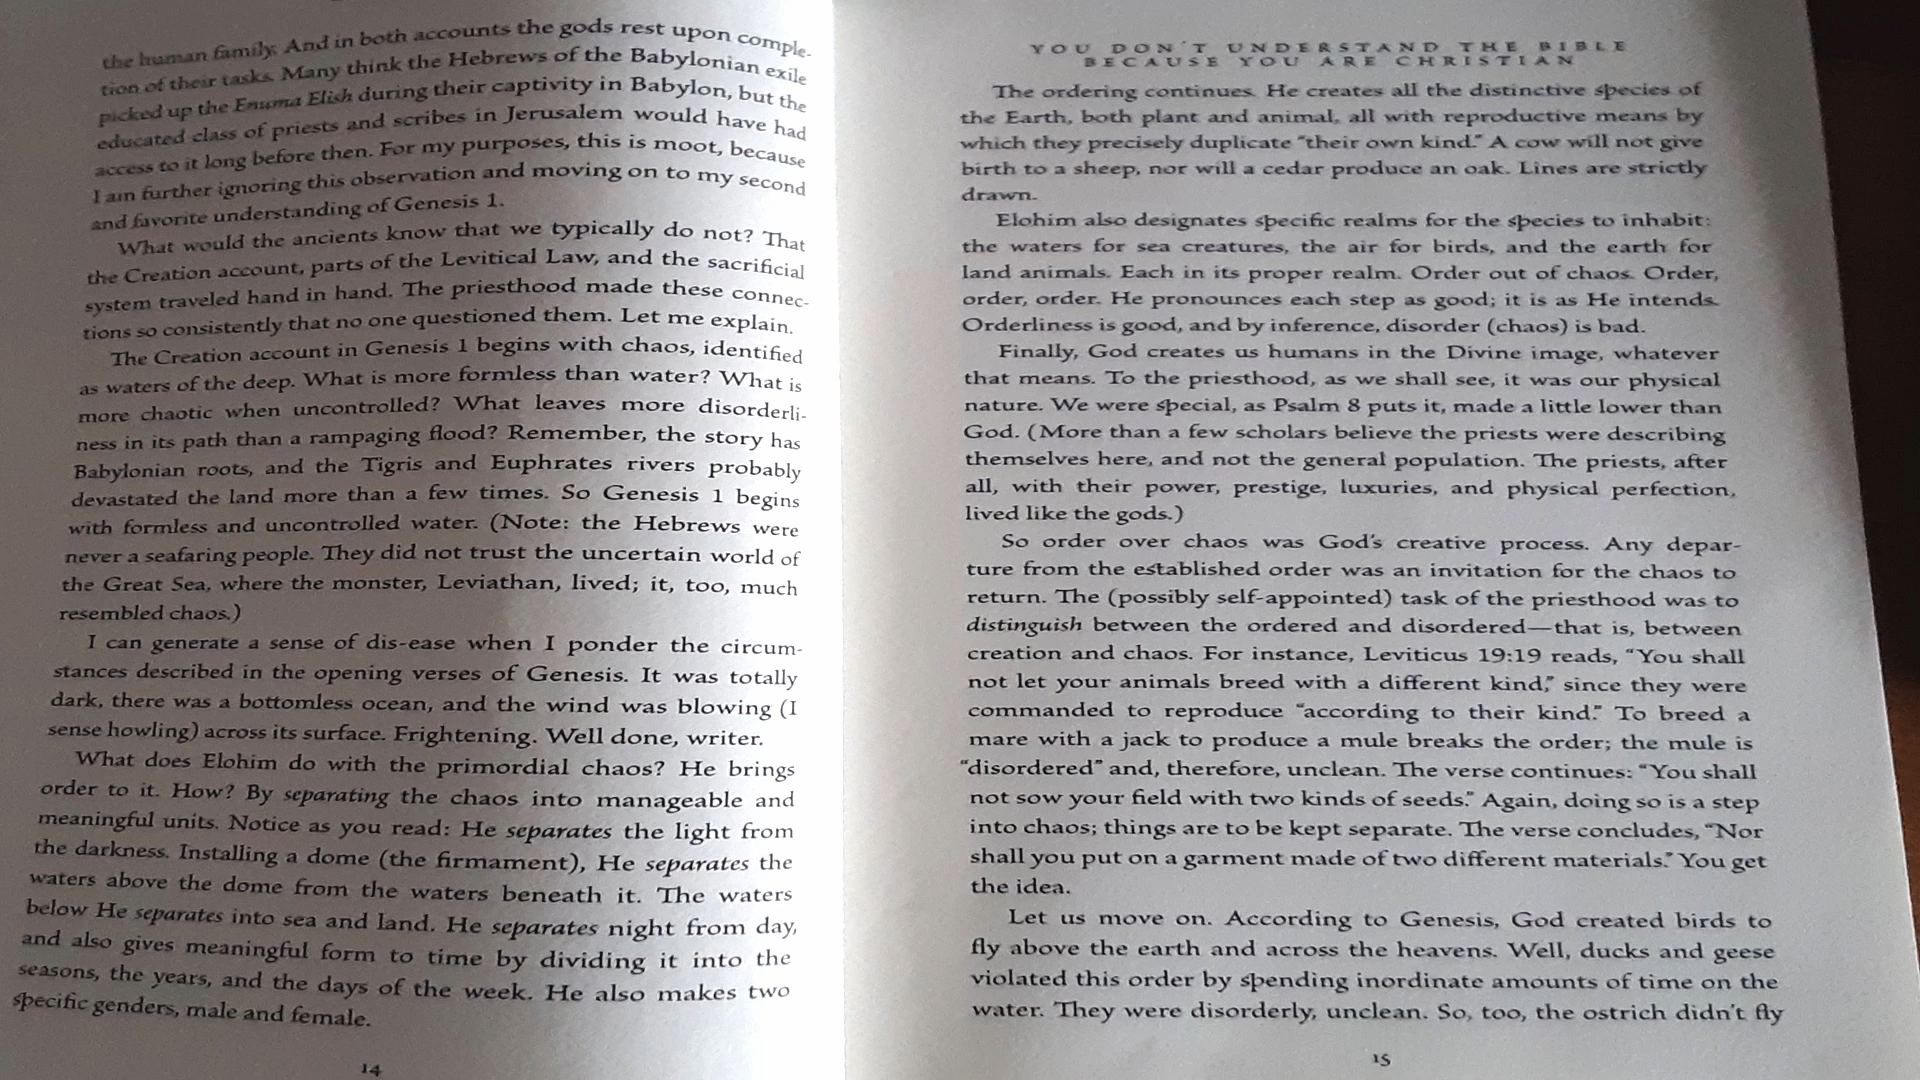 the human family. And in both accounts the gods rest upon comple-
tion of their tasks. Many think the Hebrews of the Babylonian exile
picked up the Enuma Elish during their captivity in Babylon, but the
educated class of priests and scribes in Jerusalem would have had
access to it long before then. For my purposes, this is moot, because
I am further ignoring this observation and moving on to my second
and favorite understanding of Genesis 1.
What would the ancients know that we typically do not? That
the Creation account, parts of the Levitical Law, and the sacrificial
system traveled hand in hand. The priesthood made these connec-
tions so consistently that no one questioned them. Let me explain.
The Creation account in Genesis 1 begins with chaos, identified
as waters of the deep. What is more formless than water? What is
more chaotic when uncontrolled? What leaves more disorderli-
ness in its path than a rampaging flood? Remember, the story has
Babylonian roots, and the Tigris and Euphrates rivers probably
devastated the land more than a few times. So Genesis 1 begins
with formless and uncontrolled water. (Note: the Hebrews were
never a seafaring people. They did not trust the uncertain world of
the Great Sea, where the monster, Leviathan, lived; it, too, much
resembled chaos.)
I can generate a sense of dis-ease when I ponder the circum-
stances described in the opening verses of Genesis. It was totally
dark, there was a bottomless ocean, and the wind was blowing (I
sense howling) across its surface. Frightening. Well done, writer.
What does Elohim do with the primordial chaos? He brings
order to it. How? By separating the chaos into manageable and
meaningful units. Notice as you read: He separates the light from
the darkness. Installing a dome (the firmament), He separates the
waters above the dome from the waters beneath it. The waters
below He separates into sea and land. He separates night from day,
and also gives meaningful form to time by dividing it into the
seasons, the years, and the days of the week. He also makes two
specific genders, male and female.
14
YOU DON'T UNDERSTAND THE BIBLE
BECAUSE YOU ARE CHRISTIAN
The ordering continues. He creates all the distinctive species of
the Earth, both plant and animal, all with reproductive means by
which they precisely duplicate “their own kind.” A cow will not give
birth to a sheep, nor will a cedar produce an oak. Lines are strictly
drawn.
Elohim also designates specific realms for the species to inhabit:
the waters for sea creatures, the air for birds, and the earth for
land animals. Each in its proper realm. Order out of chaos. Order,
order, order. He pronounces each step as good; it is as He intends.
Orderliness is good, and by inference, disorder (chaos) is bad.
Finally, God creates us humans in the Divine image, whatever
that means. To the priesthood, as we shall see, it was our physical
nature. We were special, as Psalm 8 puts it, made a little lower than
God. (More than a few scholars believe the priests were describing
themselves here, and not the general population. The priests, after
all, with their power, prestige, luxuries, and physical perfection,
lived like the gods.)
So order over chaos was God's creative process. Any depar-
ture from the established order was an invitation for the chaos to
return. The (possibly self-appointed) task of the priesthood was to
distinguish between the ordered and disordered—that is, between
creation and chaos. For instance, Leviticus 19:19 reads, “You shall
not let your animals breed with a different kind,” since they were
commanded to reproduce “according to their kind.” To breed a
mare with a jack to produce a mule breaks the order; the mule is
“disordered” and, therefore, unclean. The verse continues: “You shall
not sow your field with two kinds of seeds.” Again, doing so is a step
into chaos; things are to be kept separate. The verse concludes, “Nor
shall you put on a garment made of two different materials.” You get
the idea.
Let us move on. According to Genesis, God created birds to
fly above the earth and across the heavens. Well, ducks and geese
violated this order by spending inordinate amounts of time on the
water. They were disorderly, unclean. So, too, the ostrich didn't fly
15